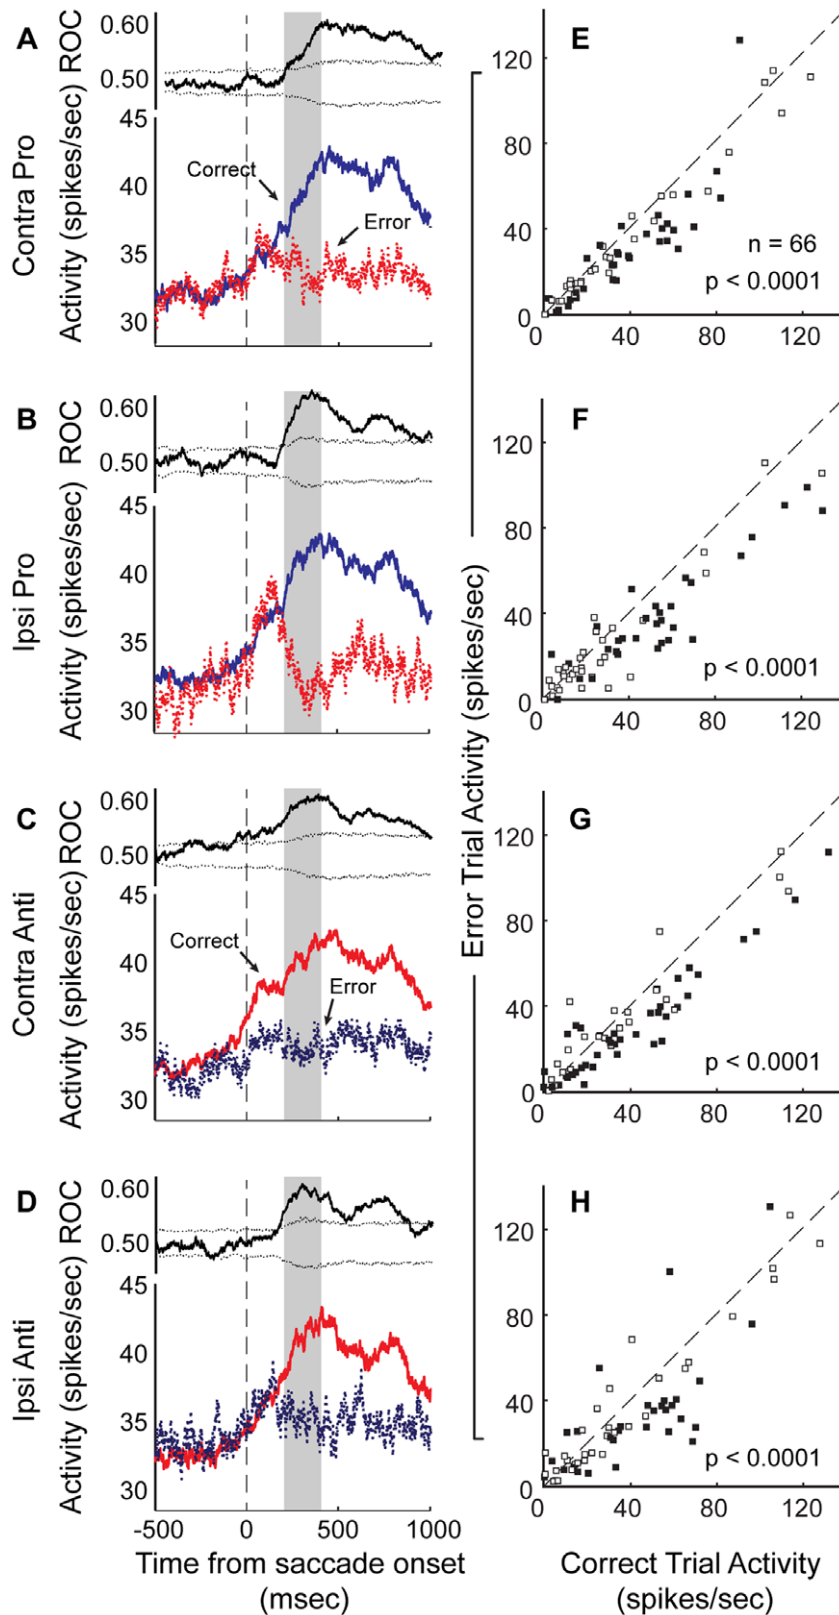 A
ROC
0.60
0.50
Contra Pro
Activity (spikes/sec)
45
40
35
30
Correct
Error
E
120
80
40
0
n = 66
p < 0.0001
0
40
80
120
B
ROC
0.60
0.50
Ipsi Pro
Activity (spikes/sec)
45
40
35
30
F
120
80
40
0
p < 0.0001
0
40
80
120
Error Trial Activity (spikes/sec)
C
ROC
0.60
0.50
Contra Anti
Activity (spikes/sec)
45
40
35
30
Correct
Error
G
120
80
40
0
p < 0.0001
0
40
80
120
D
ROC
0.60
0.50
Ipsi Anti
Activity (spikes/sec)
45
40
35
30
-500
0
500
1000
Time from saccade onset
(msec)
H
120
80
40
0
p < 0.0001
0
40
80
120
Correct Trial Activity
(spikes/sec)